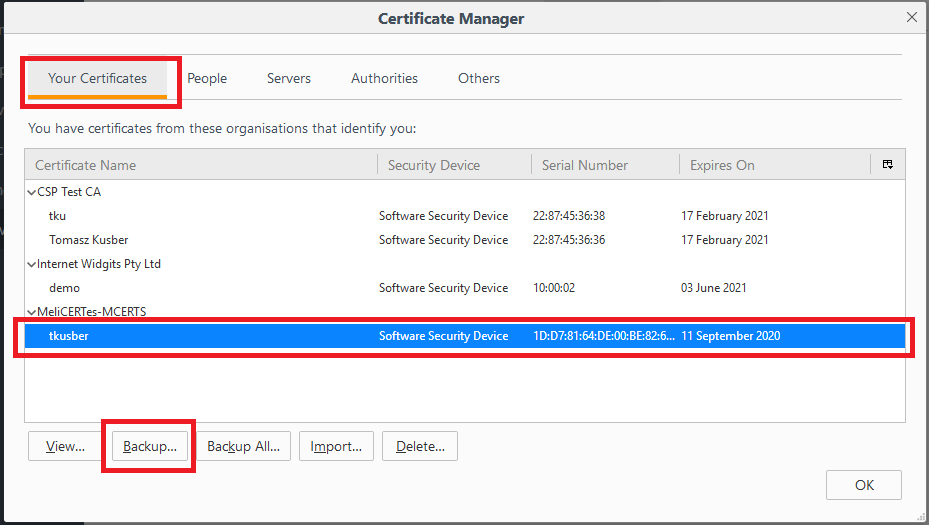 Certificate Manager
Your Certificates People Servers Authorities Others
You have certificates from these organisations that identify you:
Certificate Name Security Device Serial Number Expires On
CSP Test CA
tku Software Security Device 22:87:45:36:38 17 February 2021
Tomasz Kusber Software Security Device 22:87:45:36:36 17 February 2021
Internet Widgits Pty Ltd
demo Software Security Device 10:00:02 03 June 2021
MeliCERTes-MCERTS
tkusber Software Security Device 1D:D7:81:64:DE:00:BE:82:6... 11 September 2020
View... Backup... Backup All... Import... Delete...
OK